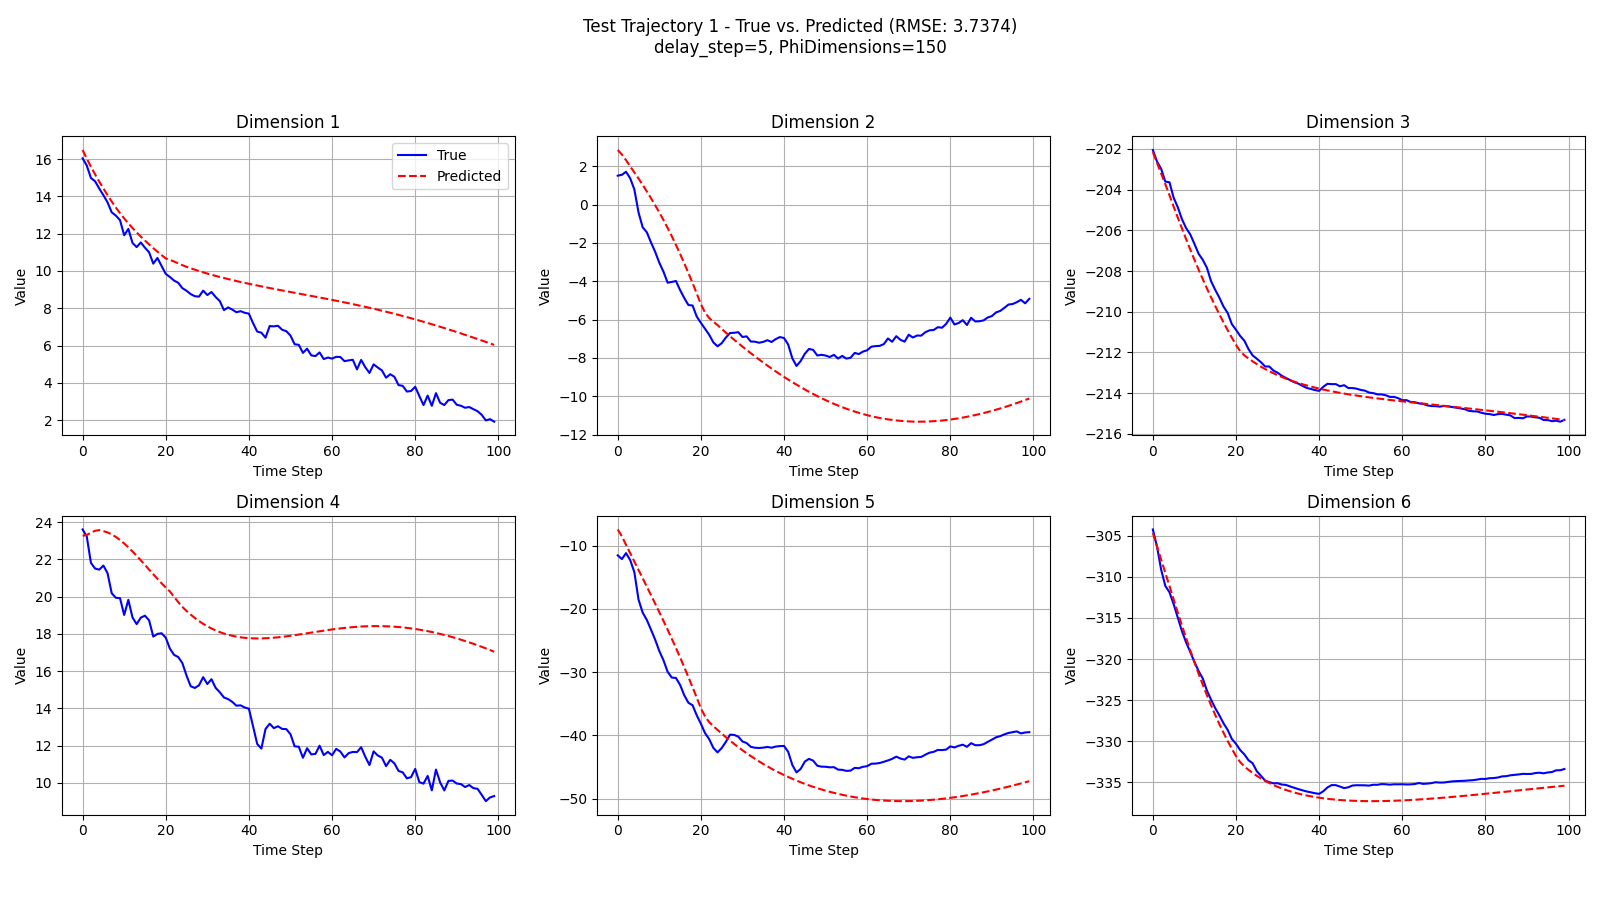 Test Trajectory 1 - True vs. Predicted (RMSE: 3.7374)
delay_step=5, PhiDimensions=150
Dimension 1
16
14
12
10
8
6
4
2
Value
0 20 40 60 80 100
Time Step
True
Predicted
Dimension 2
2
0
−2
−4
−6
−8
−10
−12
Value
0 20 40 60 80 100
Time Step
Dimension 3
−202
−204
−206
−208
−210
−212
−214
−216
Value
0 20 40 60 80 100
Time Step
Dimension 4
24
22
20
18
16
14
12
10
Value
0 20 40 60 80 100
Time Step
Dimension 5
−10
−20
−30
−40
−50
Value
0 20 40 60 80 100
Time Step
Dimension 6
−305
−310
−315
−320
−325
−330
−335
Value
0 20 40 60 80 100
Time Step